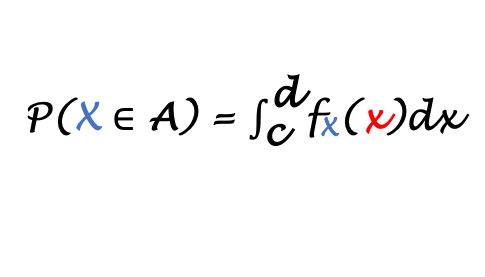 P(X ∈ A) = ∫_c^d f_x(x)dx